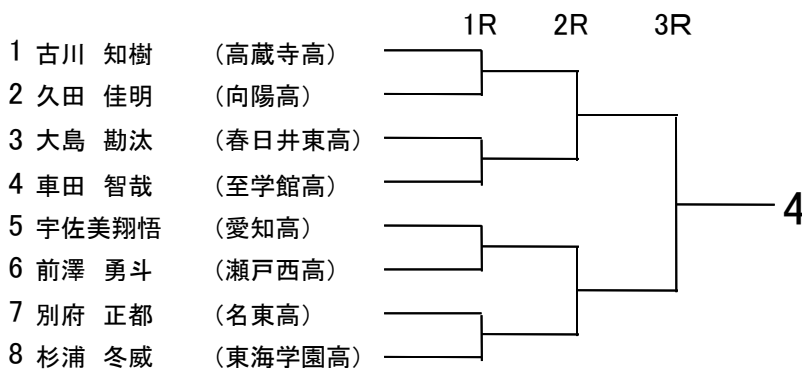 1R 2R 3R
1 古川 知樹 (高蔵寺高)
2 久田 佳明 (向陽高)
3 大島 勘汰 (春日井東高)
4 車田 智哉 (至学館高)
4
5 宇佐美翔悟 (愛知高)
6 前澤 勇斗 (瀬戸西高)
7 別府 正都 (名東高)
8 杉浦 冬威 (東海学園高)